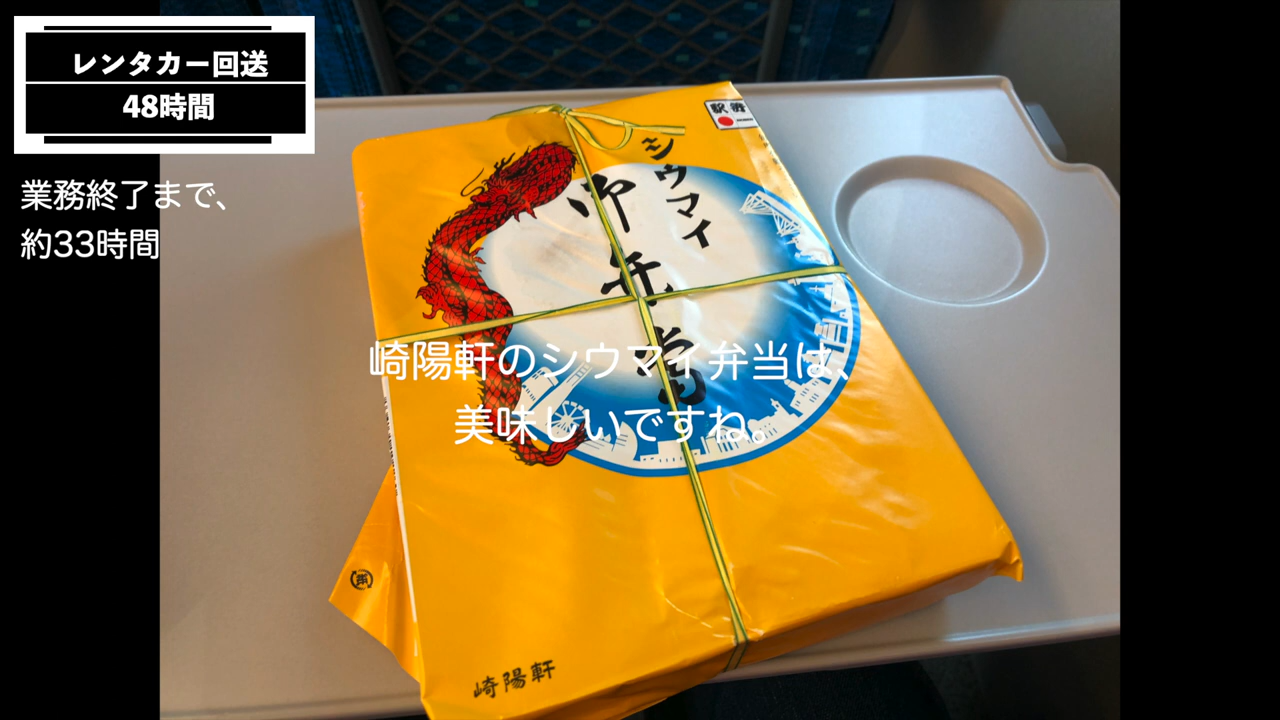 レンタカー回送
48時間
業務終了まで、
約33時間
駅弁
シウマイ
御弁當
崎陽軒のシウマイ弁当は、
美味しいですね。
崎陽軒